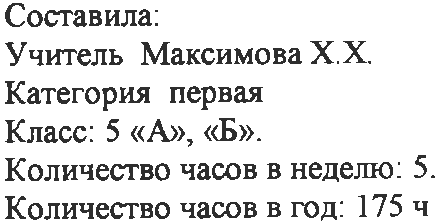 Составила:
Учитель Максимова Х.Х.
Категория первая
Класс: 5 «А», «Б».
Количество часов в неделю: 5.
Количество часов в год: 175 ч